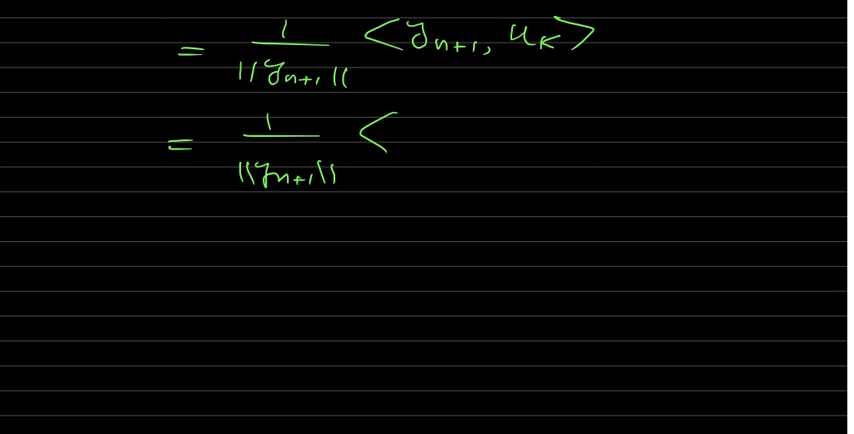 = 1/||y_{n+1}|| <y_{n+1}, u_k>
= 1/||y_{n+1}|| <